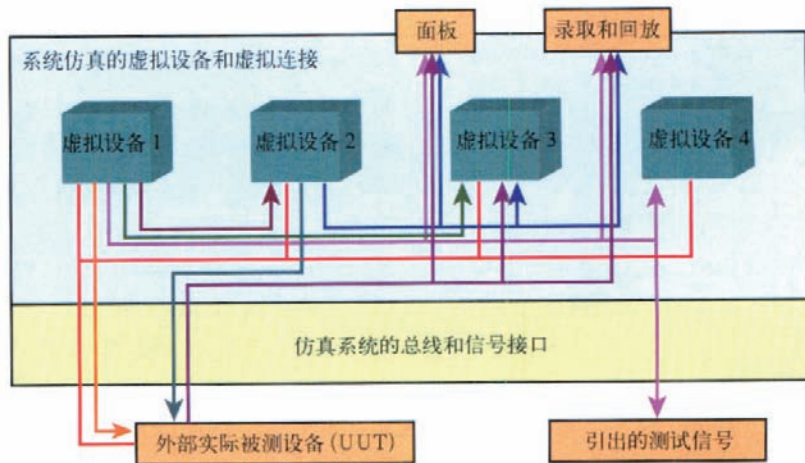 面板
录取和回放
系统仿真的虚拟设备和虚拟连接
虚拟设备 1
虚拟设备 2
虚拟设备 3
虚拟设备 4
仿真系统的总线和信号接口
外部实际被测设备(UUT)
引出的测试信号